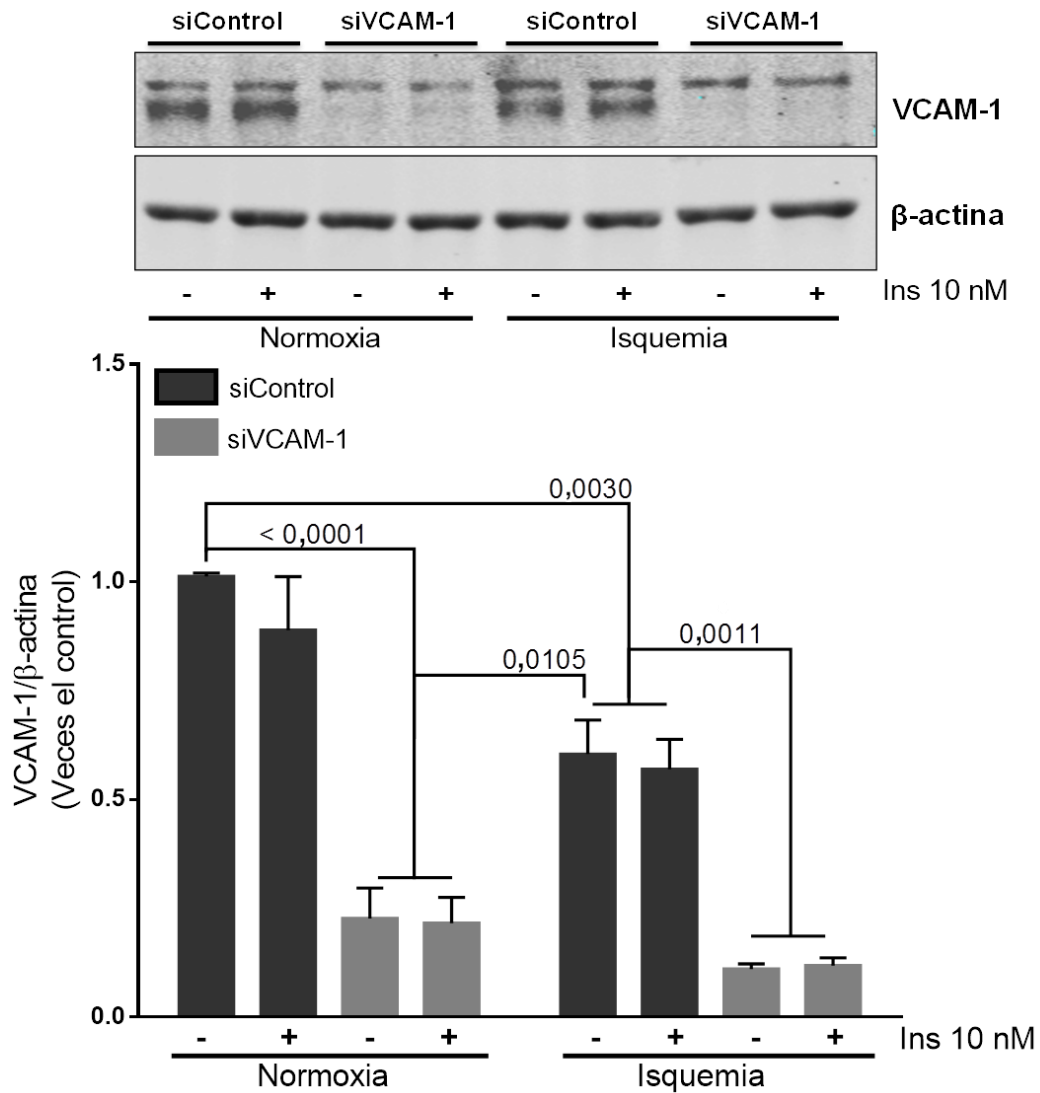 siControl siVCAM-1 siControl siVCAM-1
VCAM-1
β-actina
- + - + - + - + Ins 10 nM
Normoxia Isquemia
1.5
siControl
siVCAM-1
0,0030
< 0,0001
1.0
0,0011
0,0105
VCAM-1/β-actina
(Veces el control)
0.5
0.0
- + - + - + - + Ins 10 nM
Normoxia Isquemia